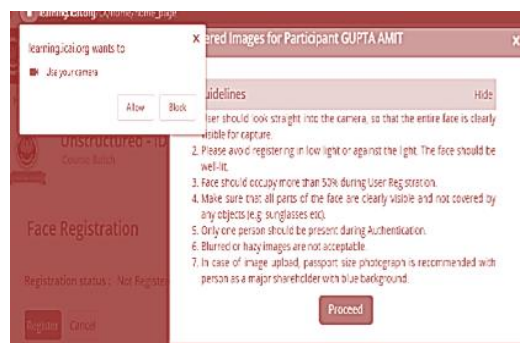 learning.icai.org wants to
Use your camera
Allow Block
ered Images for Participant GUPTA AMIT
uidelines Hide
User should look straight into the camera, so that the entire face is clearly
visible for capture.
2. Please avoid registering in low light or against the light. The face should be
well-lit.
3. Face should occupy more than 50% during User Registration.
4. Make sure that all parts of the face are clearly visible and not covered by
any objects (e.g: sunglasses etc).
5. Only one person should be present during Authentication.
6. Blurred or hazy images are not acceptable.
7. In case of image upload, passport size photograph is recommended with
person as a major shareholder with blue background.
Proceed
Unstructured - ID
Course Batch
Face Registration
Registration status : Not Register
Register Cancel